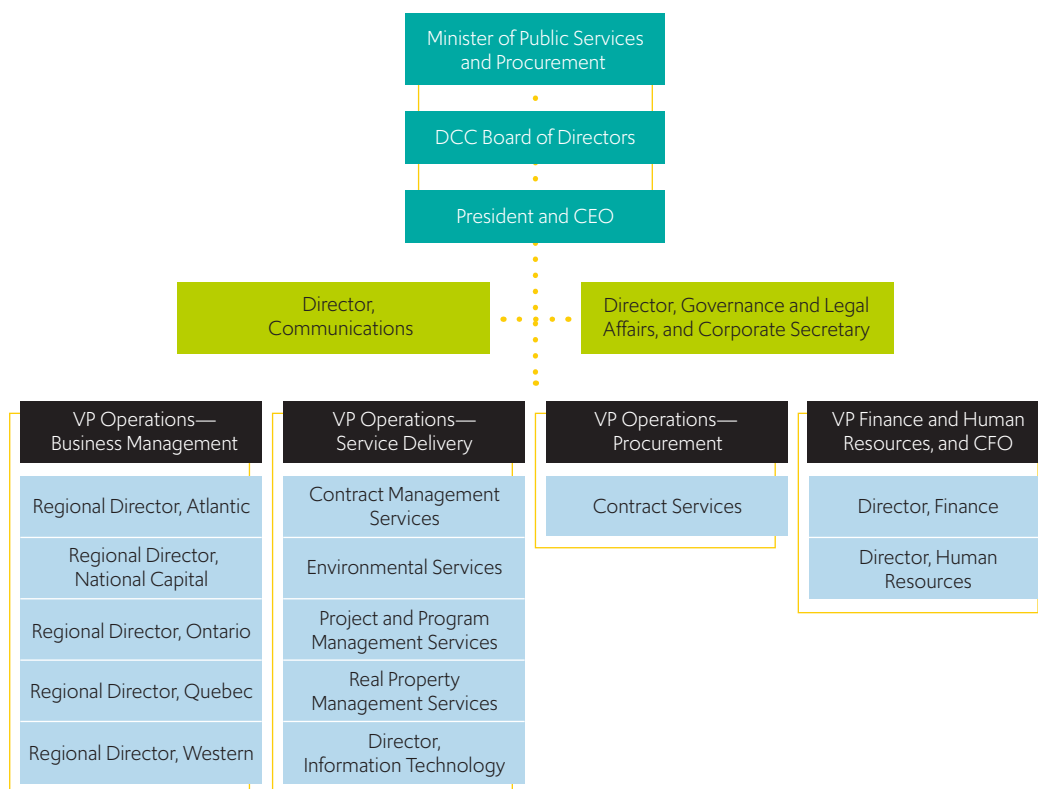 Minister of Public Services
and Procurement
DCC Board of Directors
President and CEO
Director,
Communications
Director, Governance and Legal
Affairs, and Corporate Secretary
VP Operations—
Business Management
Regional Director, Atlantic
Regional Director,
National Capital
Regional Director, Ontario
Regional Director, Quebec
Regional Director, Western
VP Operations—
Service Delivery
Contract Management
Services
Environmental Services
Project and Program
Management Services
Real Property
Management Services
Director,
Information Technology
VP Operations—
Procurement
Contract Services
VP Finance and Human
Resources, and CFO
Director, Finance
Director, Human
Resources